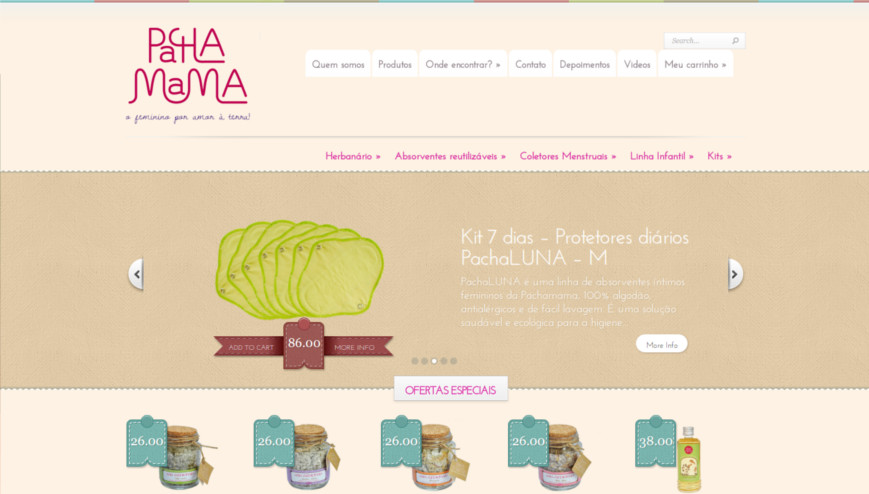 PACHA
MAMA
o feminino por amor à terra!
Search...
Quem somos
Produtos
Onde encontrar? »
Contato
Depoimentos
Videos
Meu carrinho »
Herbanário »
Absorventes reutilizáveis »
Coletores Menstruais »
Linha Infantil »
Kits »
Kit 7 dias – Protetores diários
PachaLUNA – M
PachaLUNA é uma linha de absorventes íntimos
femininos da Pachamama, 100% algodão,
antialérgicos e de fácil lavagem. É uma solução
saudável e ecológica para a higiene...
ADD TO CART
86.00
MORE INFO
More Info
OFERTAS ESPECIAIS
26.00
26.00
26.00
26.00
38.00